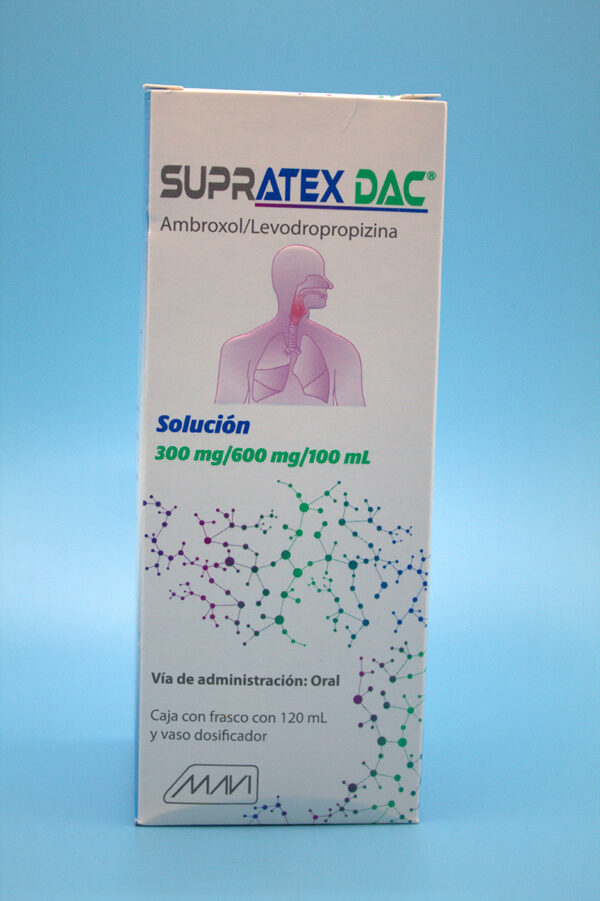 SUPRATEX DAC®
Ambroxol/Levodropropizina
Solución
300 mg/600 mg/100 mL
Vía de administración: Oral
Caja con frasco con 120 mL
y vaso dosificador
MAVI